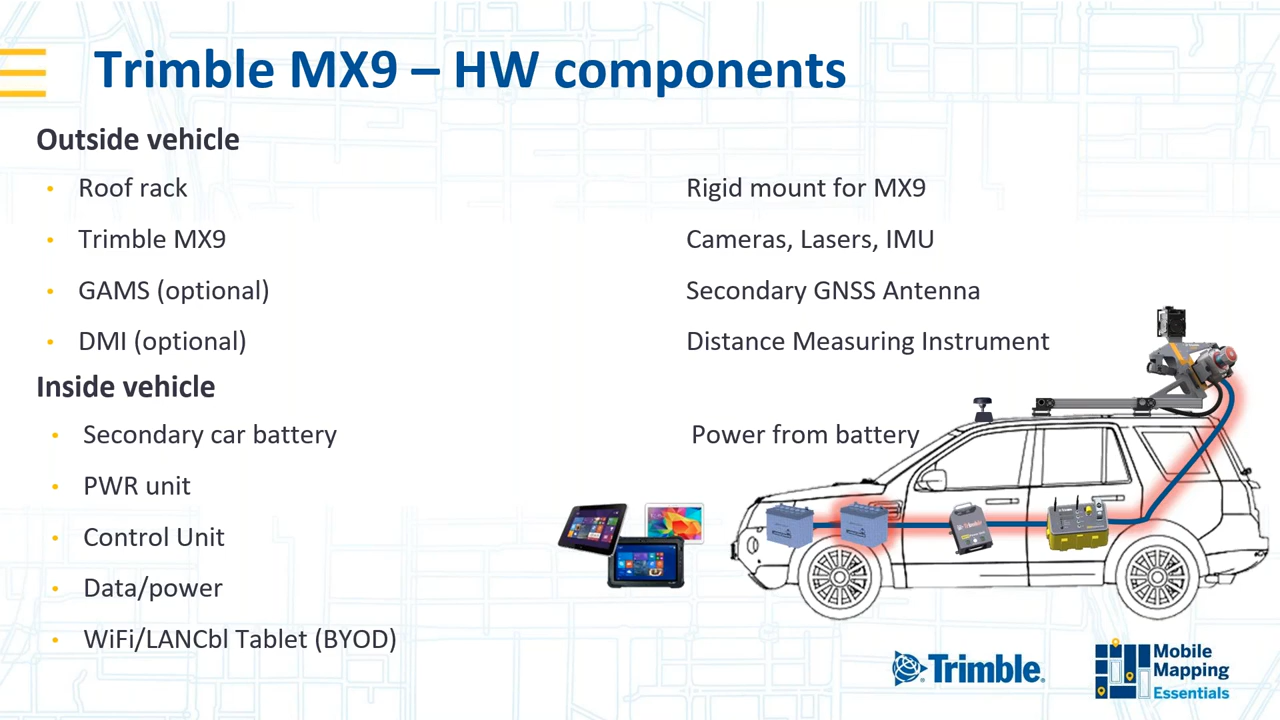 Trimble MX9 – HW components
Outside vehicle
• Roof rack Rigid mount for MX9
• Trimble MX9 Cameras, Lasers, IMU
• GAMS (optional) Secondary GNSS Antenna
• DMI (optional) Distance Measuring Instrument
Inside vehicle
• Secondary car battery Power from battery
• PWR unit
• Control Unit
• Data/power
• WiFi/LANCbl Tablet (BYOD)
Trimble
Mobile
Mapping
Essentials